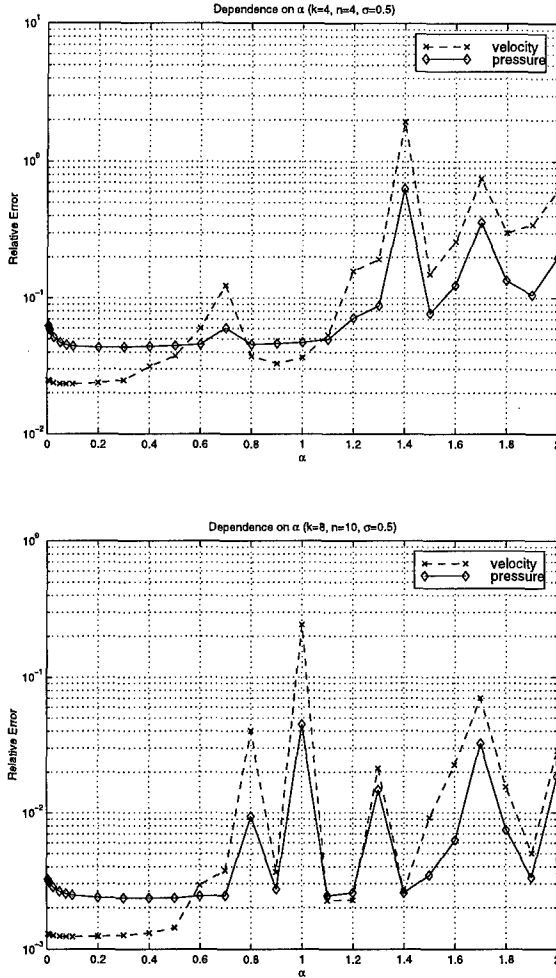 Dependence on α (k=4, n=4, σ=0.5)
10^1
velocity
pressure
10^0
Relative Error
10^-1
10^-2
0 0.2 0.4 0.6 0.8 1 1.2 1.4 1.6 1.8 2
α
Dependence on α (k=8, n=10, σ=0.5)
10^0
velocity
pressure
10^-1
Relative Error
10^-2
10^-3
0 0.2 0.4 0.6 0.8 1 1.2 1.4 1.6 1.8 2
α